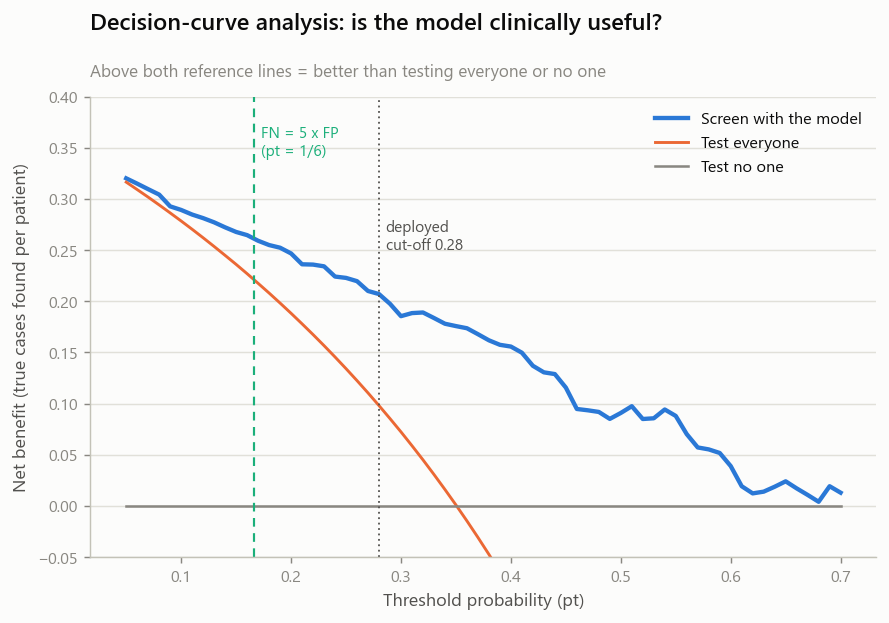 Decision-curve analysis: is the model clinically useful?
Above both reference lines = better than testing everyone or no one
Net benefit (true cases found per patient)
0.40
0.35
0.30
0.25
0.20
0.15
0.10
0.05
0.00
−0.05
FN = 5 x FP
(pt = 1/6)
deployed
cut-off 0.28
Screen with the model
Test everyone
Test no one
0.1
0.2
0.3
0.4
0.5
0.6
0.7
Threshold probability (pt)